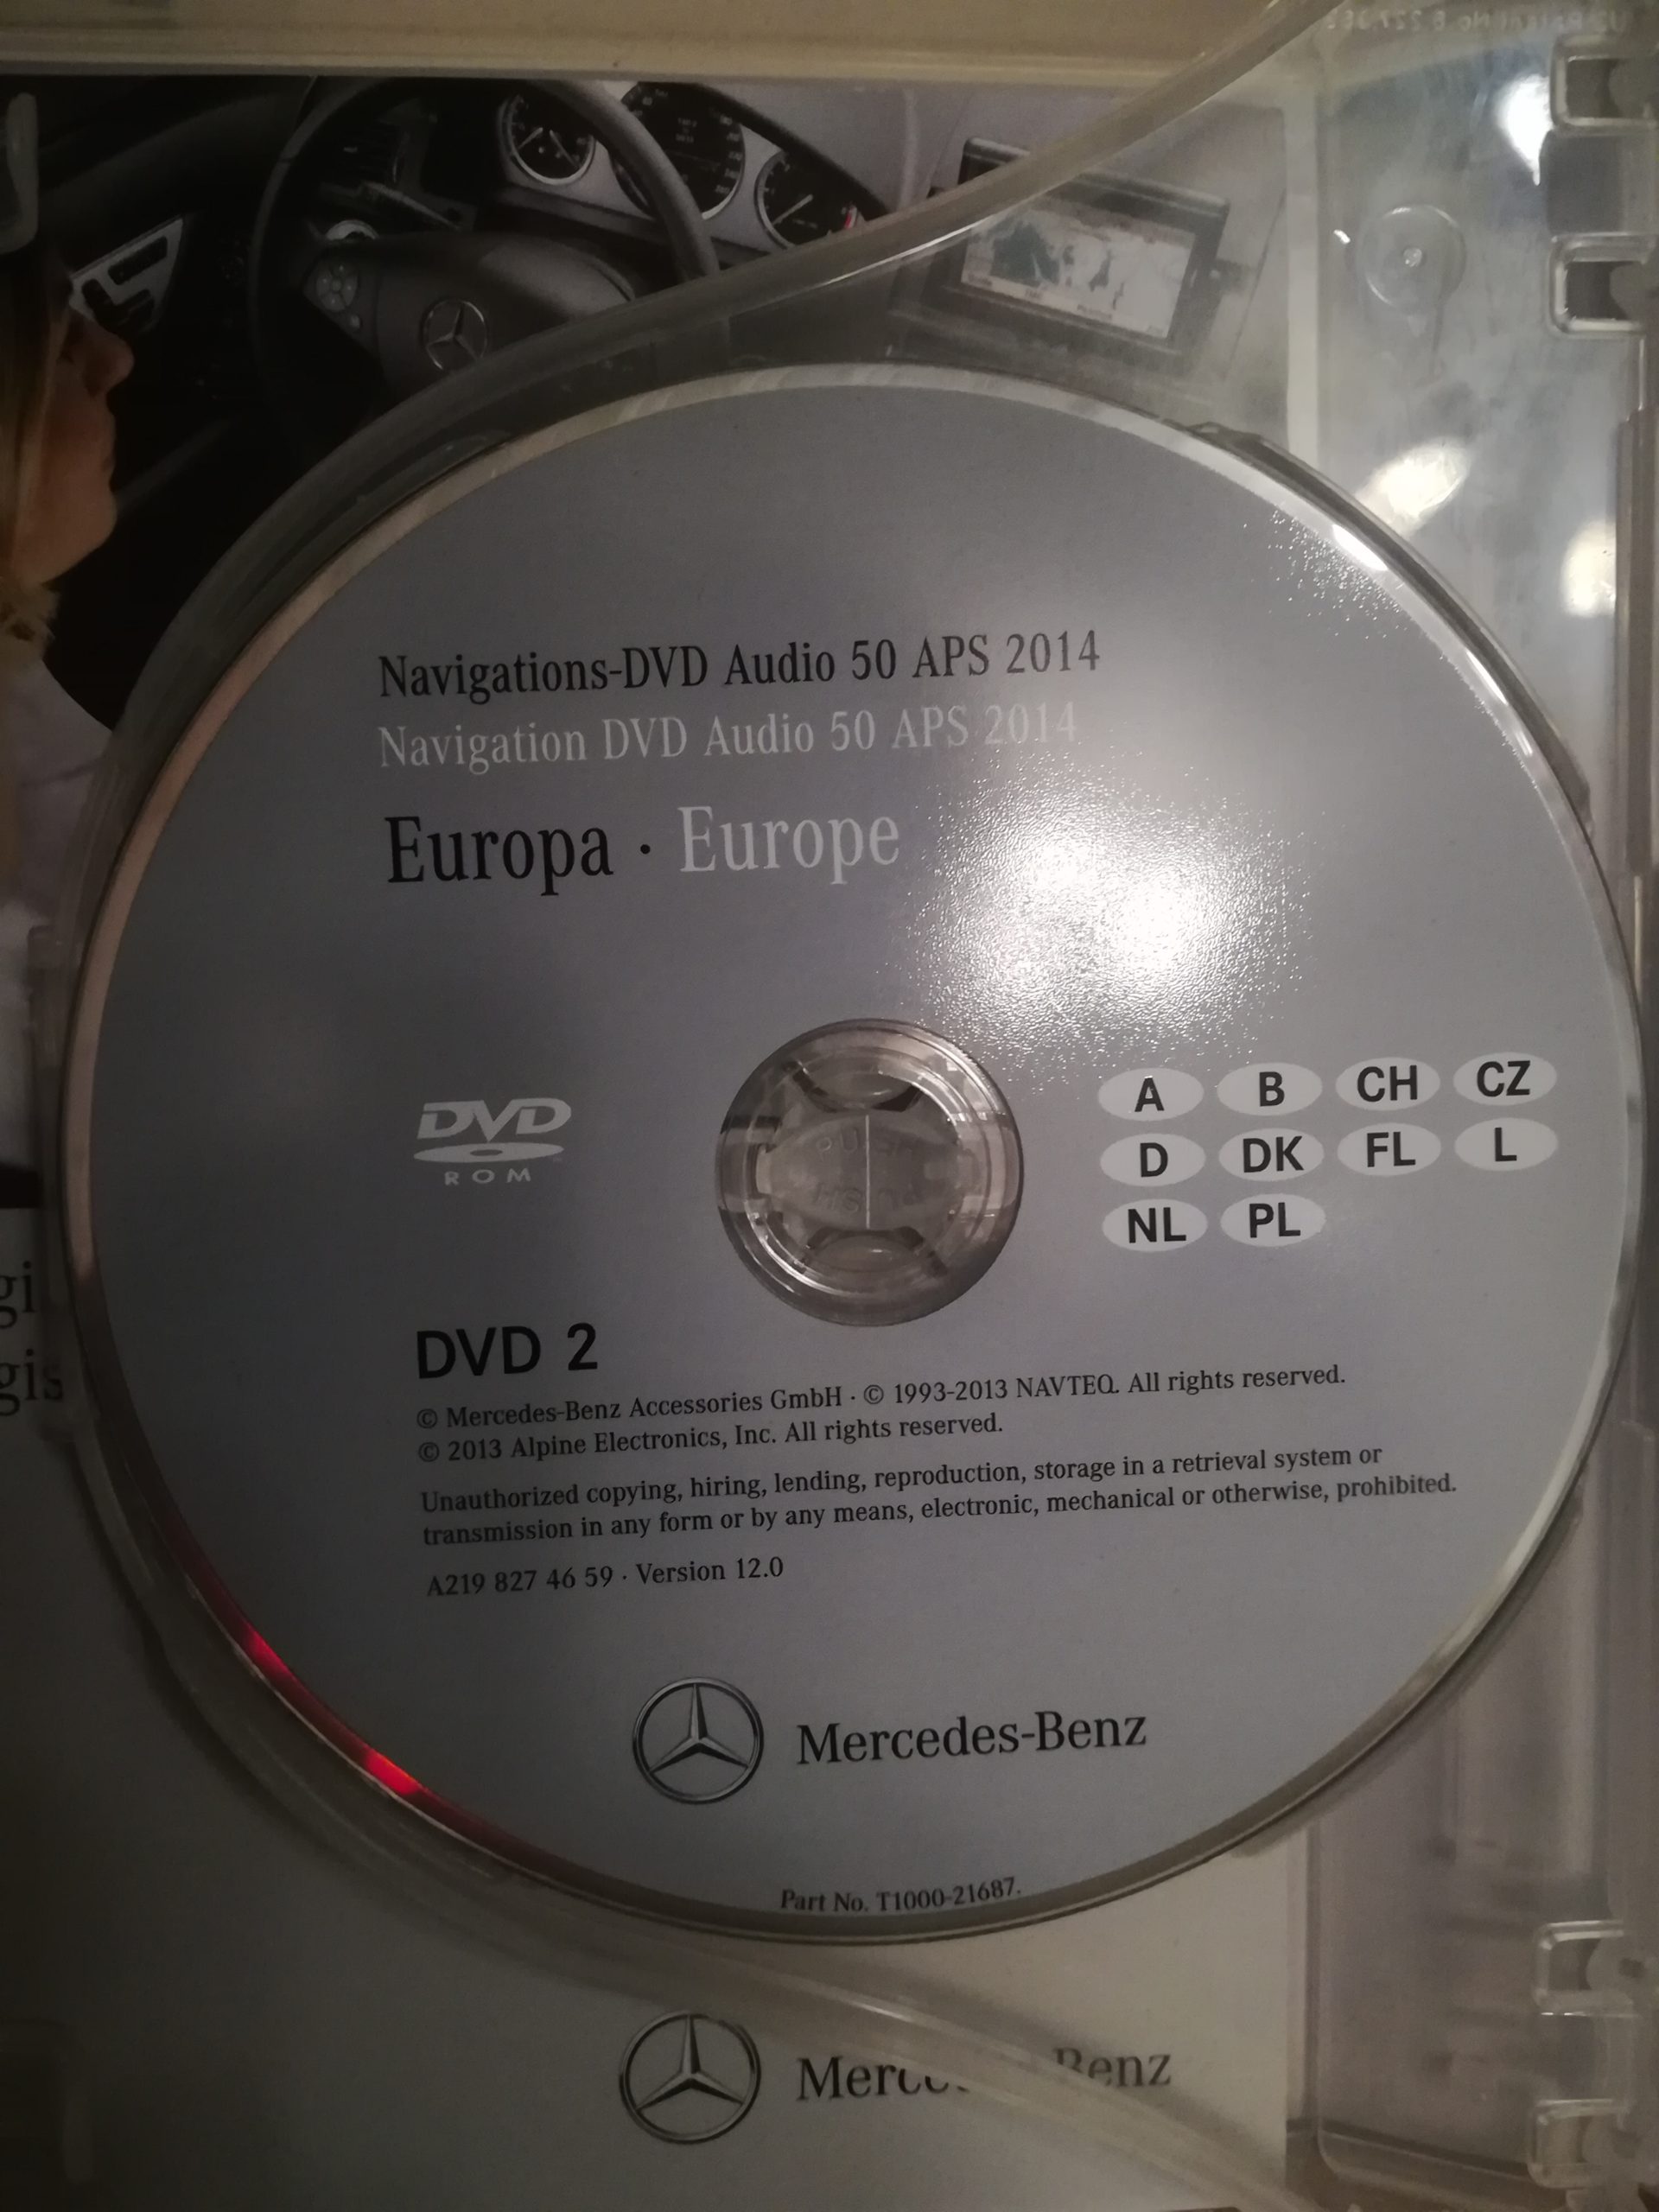 Navigations-DVD Audio 50 APS 2014
Navigation DVD Audio 50 APS 2014
Europa · Europe
DVD
ROM
A B CH CZ
D DK FL L
NL PL
DVD 2
© Mercedes-Benz Accessories GmbH · © 1993-2013 NAVTEQ. All rights reserved.
© 2013 Alpine Electronics, Inc. All rights reserved.
Unauthorized copying, hiring, lending, reproduction, storage in a retrieval system or
transmission in any form or by any means, electronic, mechanical or otherwise, prohibited.
A219 827 46 59 · Version 12.0
Mercedes-Benz
Part No. T1000-21687.
gi
gis
Benz